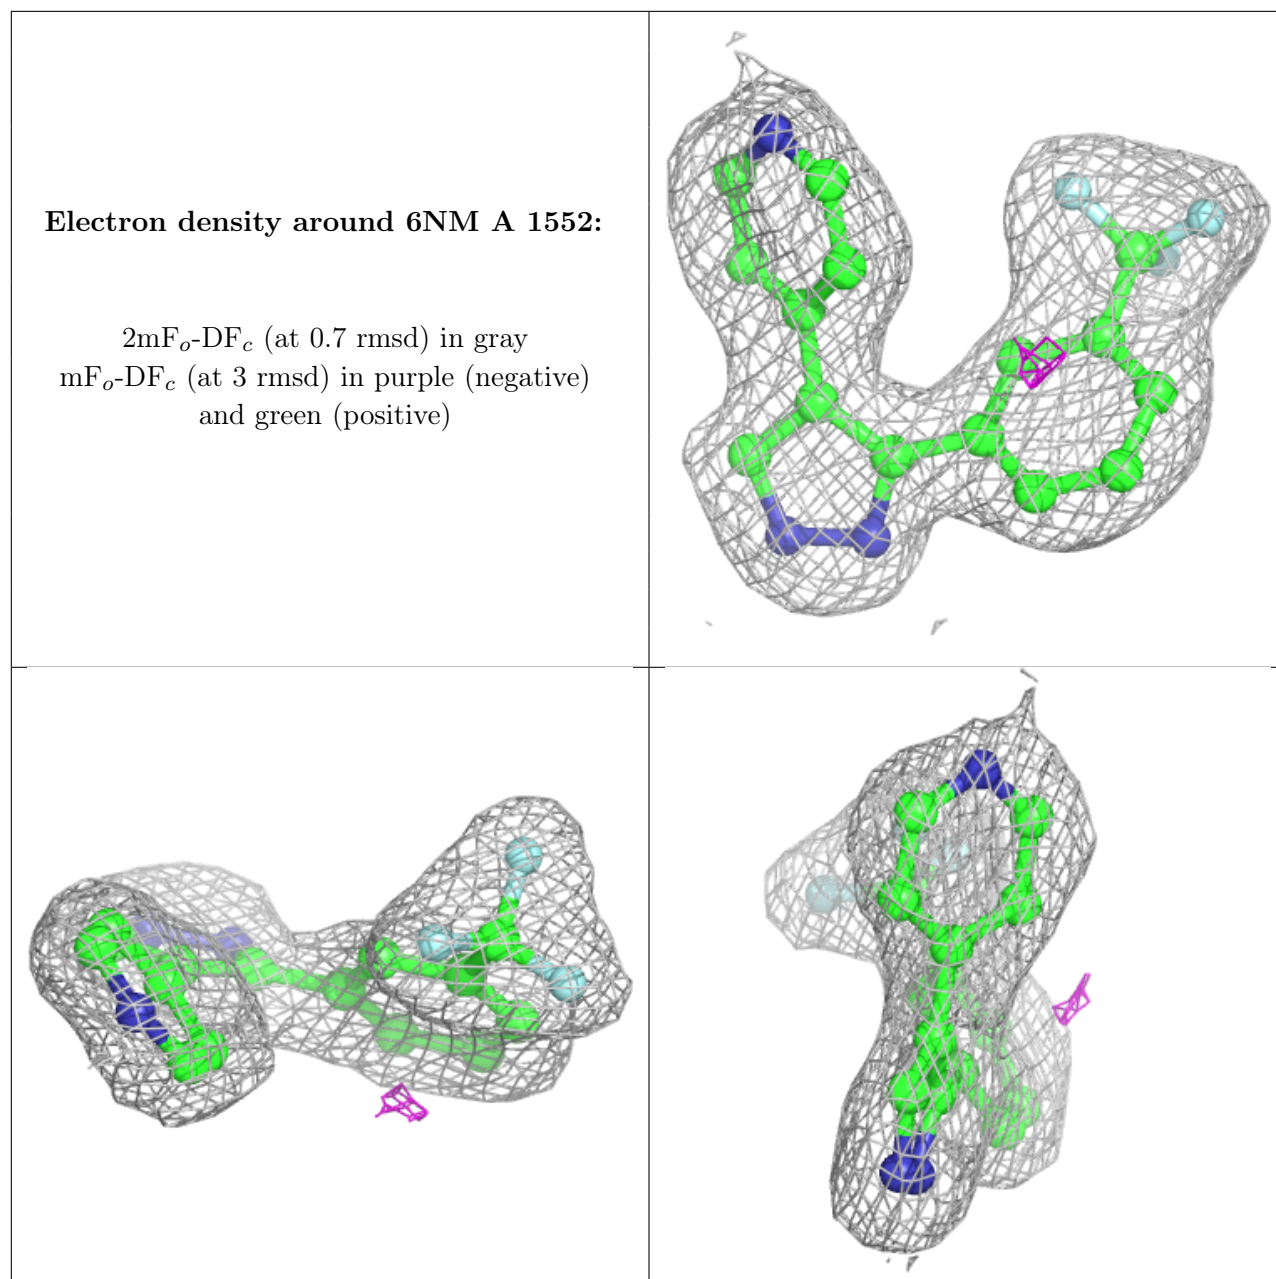 Electron density around 6NM A 1552:
2mFo-DFc (at 0.7 rmsd) in gray
mFo-DFc (at 3 rmsd) in purple (negative)
and green (positive)